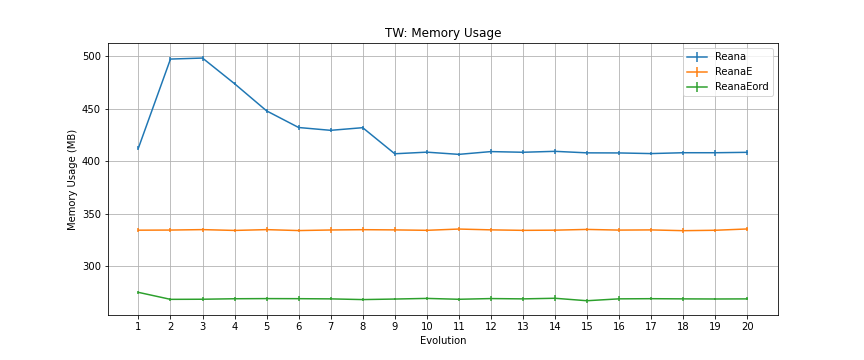 TW: Memory Usage
Reana
ReanaE
ReanaEord
Memory Usage (MB)
500
450
400
350
300
1 2 3 4 5 6 7 8 9 10 11 12 13 14 15 16 17 18 19 20
Evolution